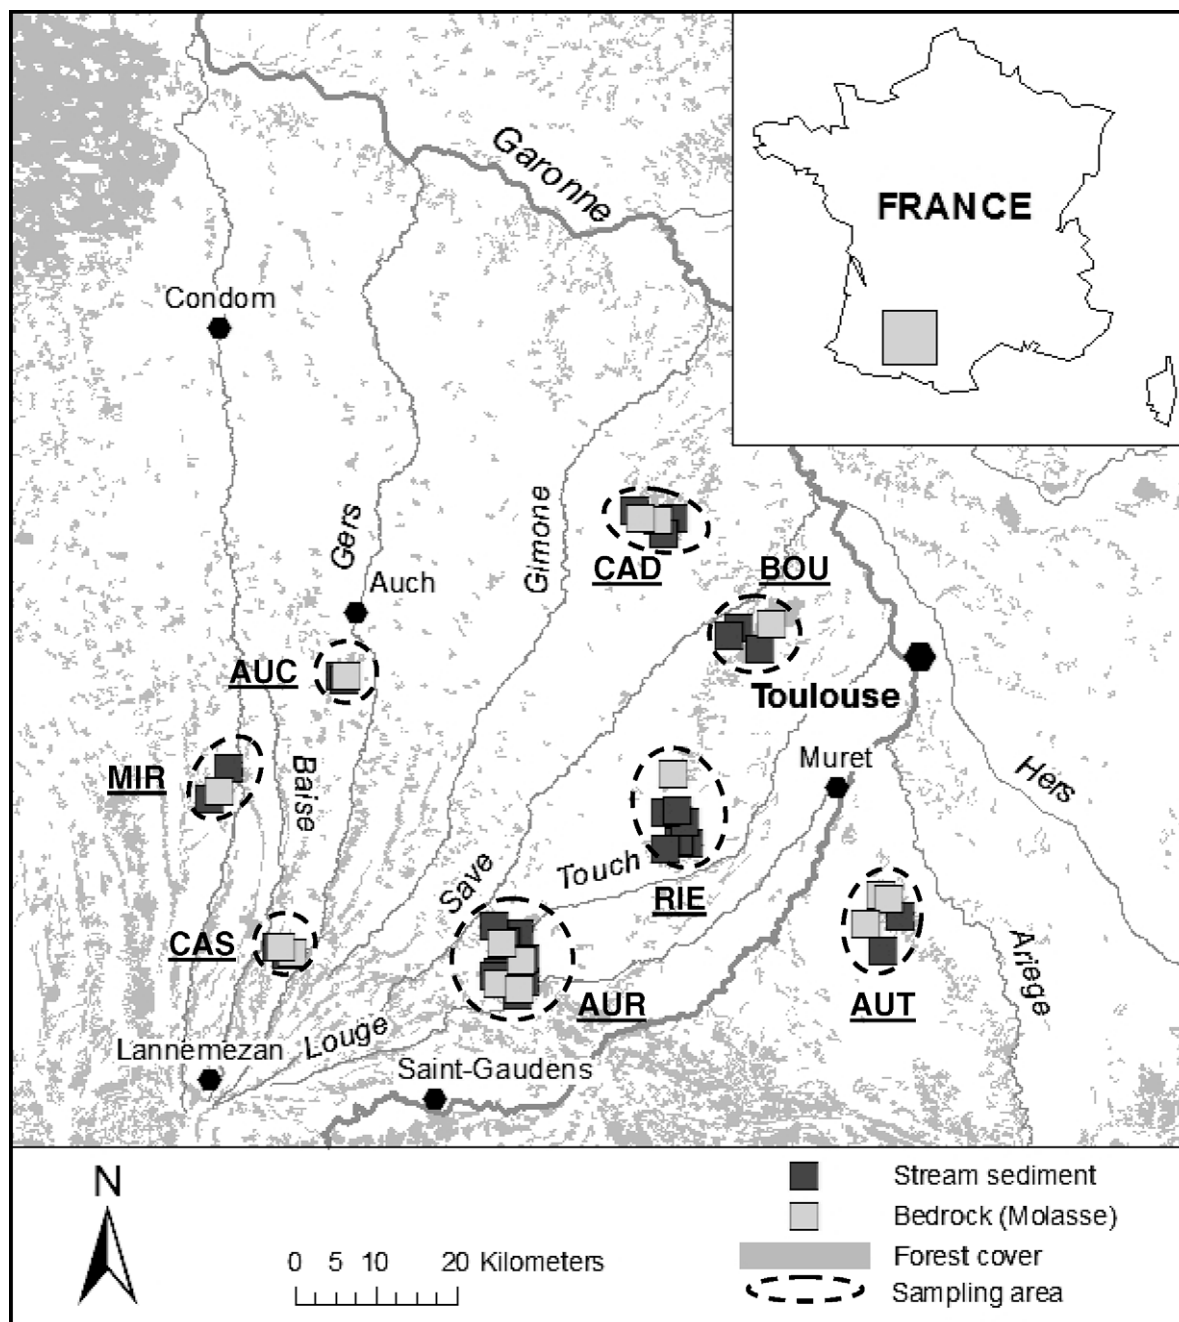 Garonne
FRANCE
Condom
Gers
Gimone
CAD
BOU
Auch
AUC
Toulouse
MIR
Baise
Muret
Hers
Save
Touch
RIE
CAS
Ariege
AUR
AUT
Louge
Lannemezan
Saint-Gaudens
N
0 5 10 20 Kilometers
Stream sediment
Bedrock (Molasse)
Forest cover
Sampling area